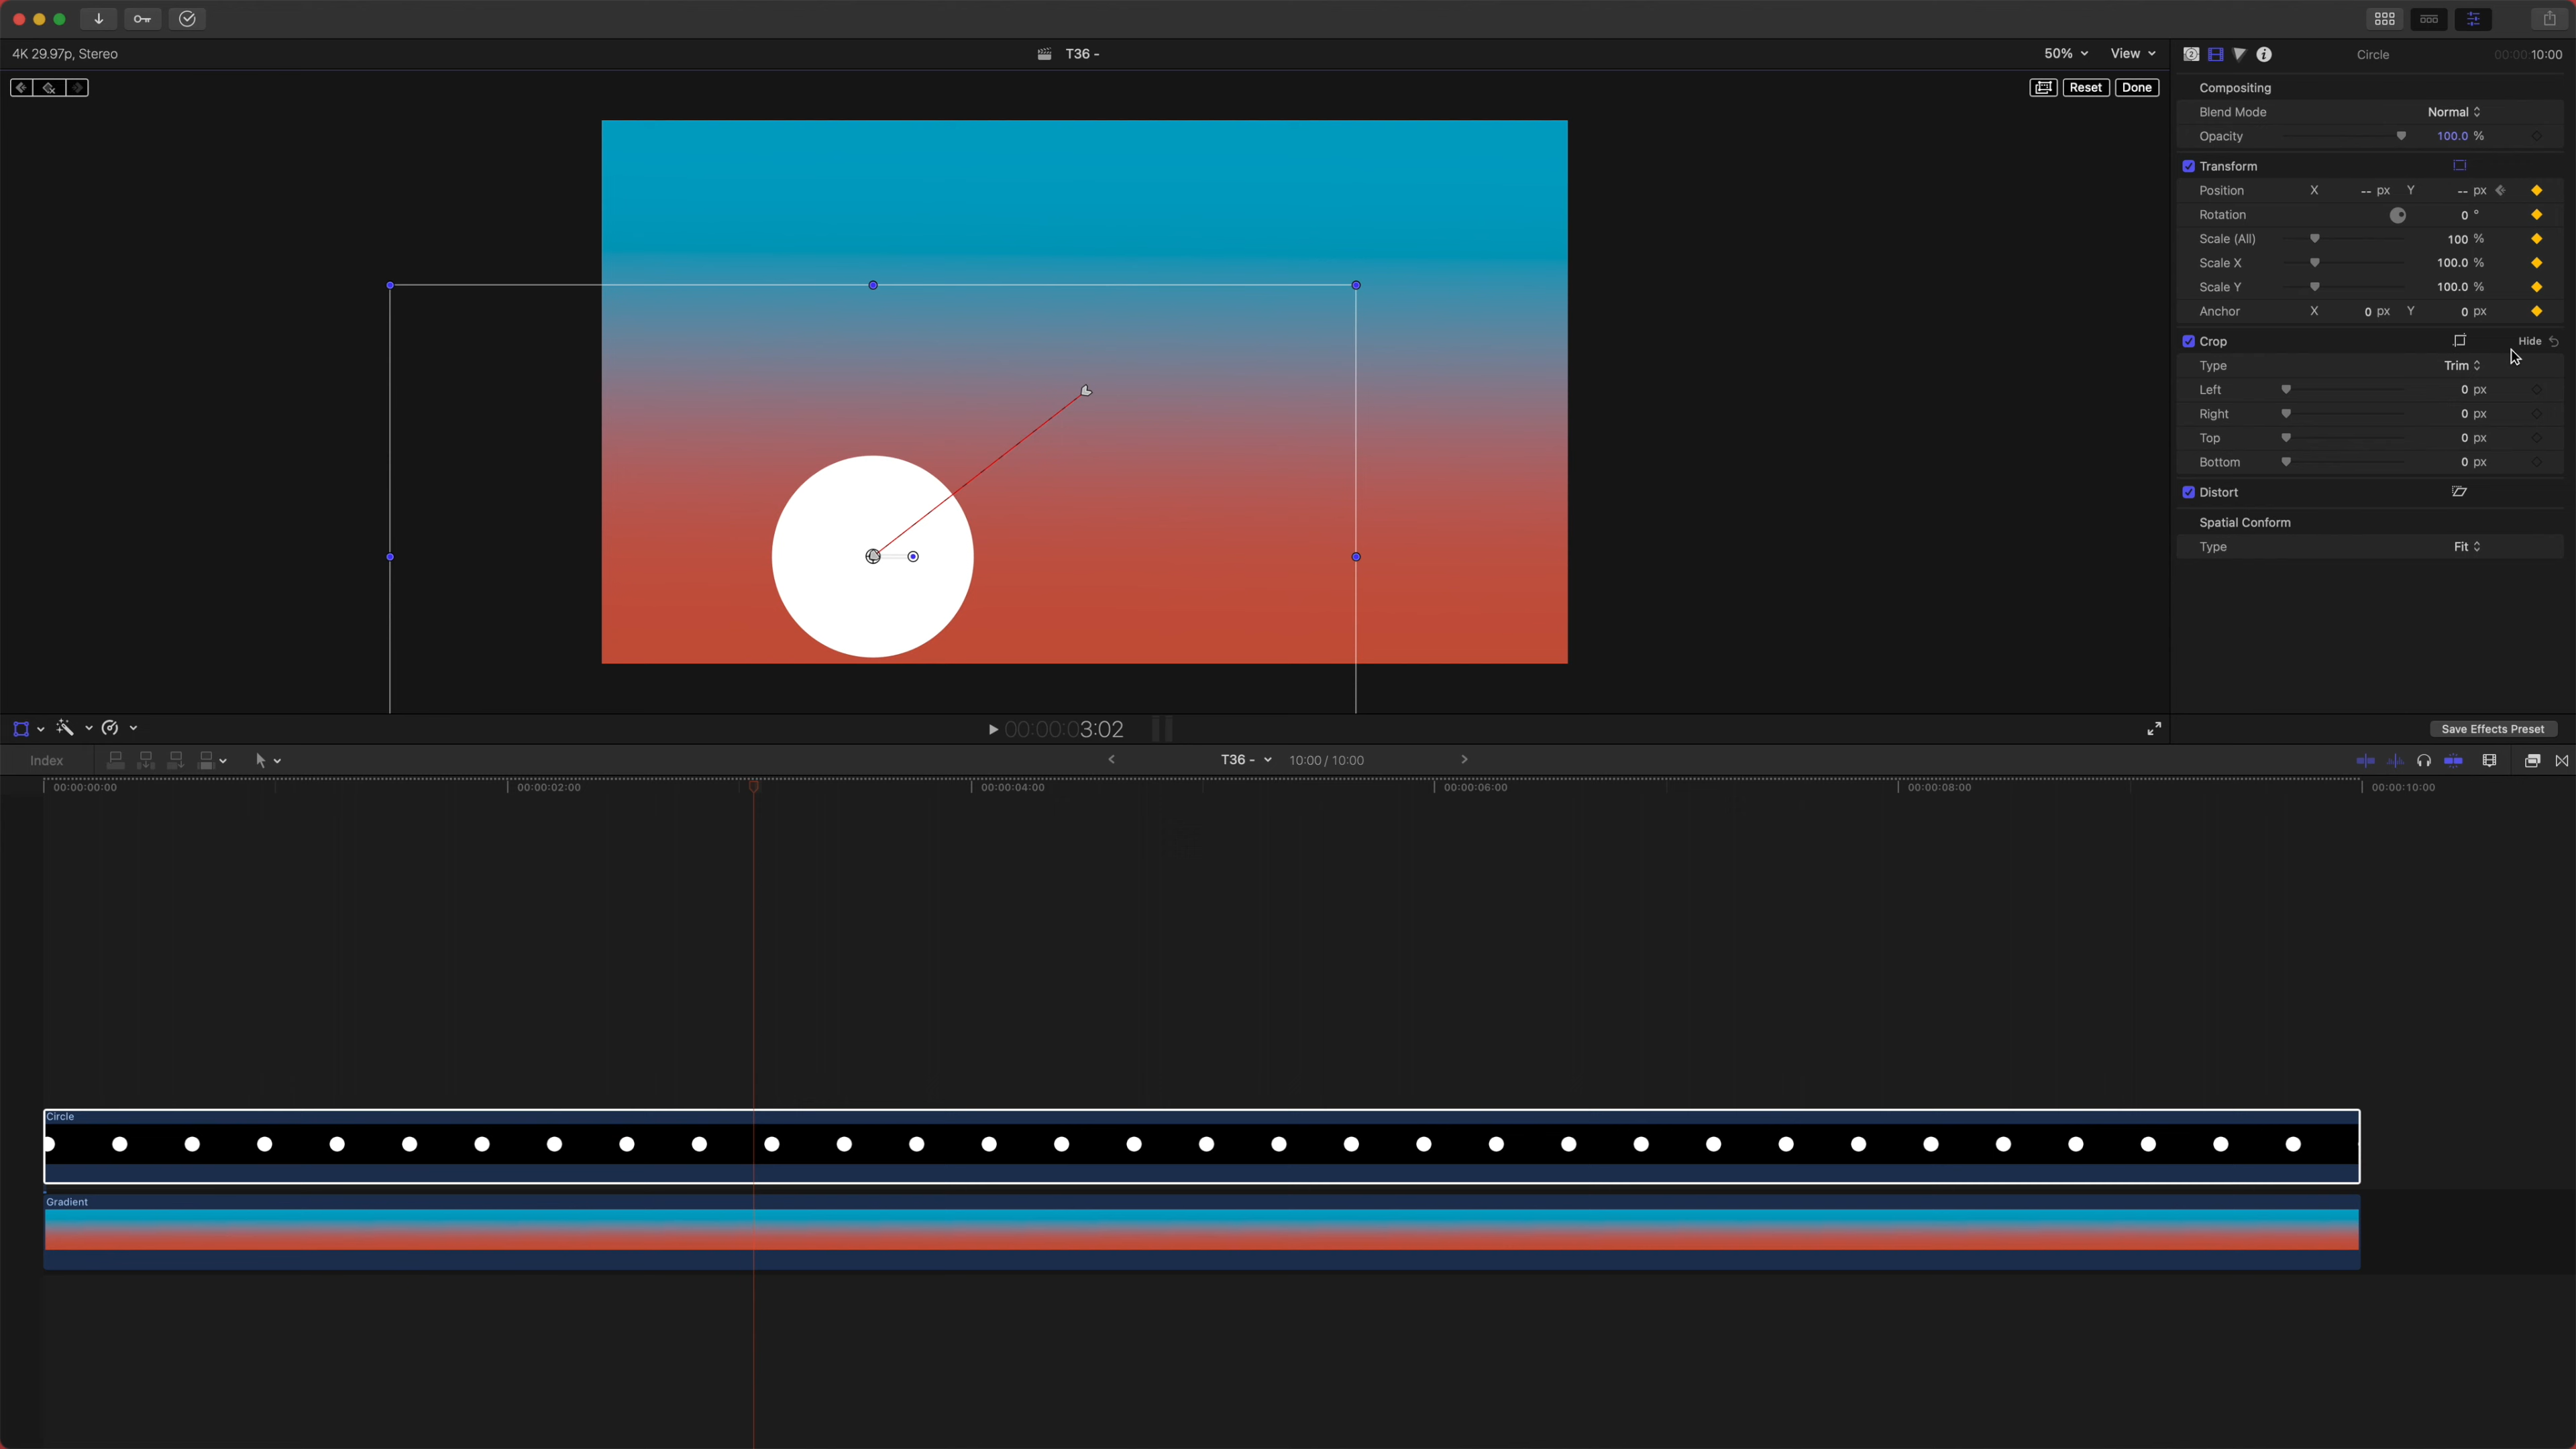 4K 29.97p, Stereo
T36 -
50%
View
Circle
00:00:10:00
Reset
Done
Compositing
Blend Mode
Normal
Opacity
100.0 %
Transform
Position X -- px Y -- px
Rotation 0 °
Scale (All) 100 %
Scale X 100.0 %
Scale Y 100.0 %
Anchor X 0 px Y 0 px
Crop
Hide
Type Trim
Left 0 px
Right 0 px
Top 0 px
Bottom 0 px
Distort
Spatial Conform
Type Fit
00:00:03:02
Save Effects Preset
Index
T36 -
10:00 / 10:00
00:00:00:00
00:00:02:00
00:00:04:00
00:00:06:00
00:00:08:00
00:00:10:00
Circle
Gradient